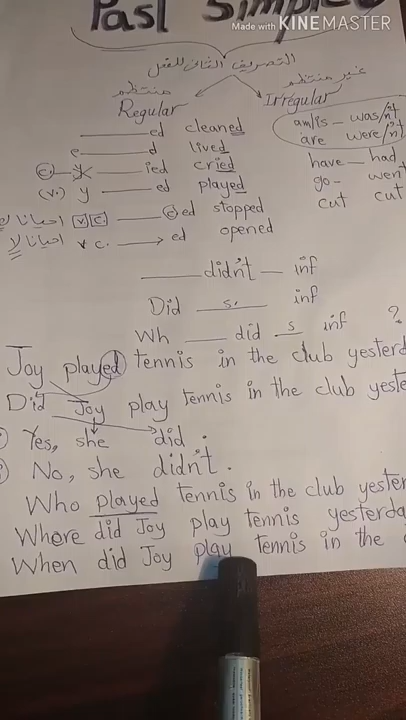 Made with KINEMASTER
Past Simple
التصريف الثانى للفعل
منتظم غير منتظم
Regular Irregular
ed cleaned am/is – was/n't
are were/n't
e d lived
c. y ied cried have – had
(v.) y ed played go – went
احيانا v c ed stopped cut cut
احيانا لا v c. → ed opened
didn't – inf
Did s. inf
Wh did s inf ?
Joy played tennis in the club
Did Joy play tennis in the club
Yes, she did.
No, she didn't.
Who played tennis in the club
Where did Joy play tennis
When did Joy play tennis in the